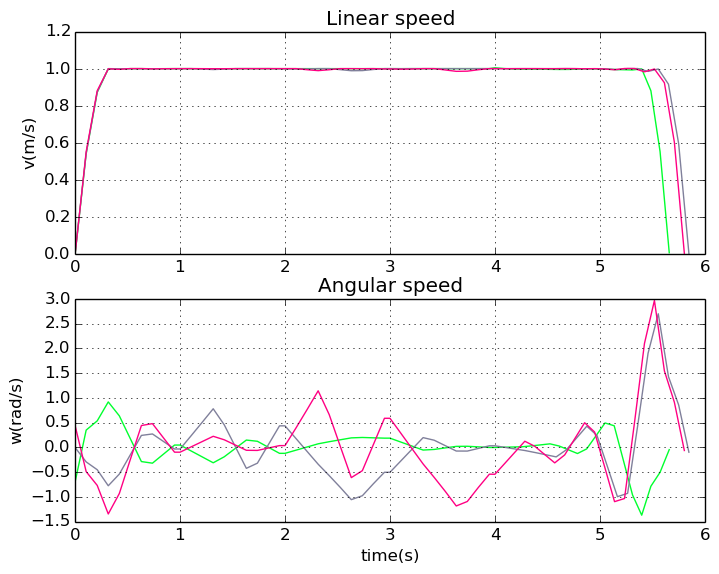 Linear speed
1.2
1.0
0.8
0.6
0.4
0.2
0.0
v(m/s)
0 1 2 3 4 5 6
Angular speed
3.0
2.5
2.0
1.5
1.0
0.5
0.0
−0.5
−1.0
−1.5
w(rad/s)
0 1 2 3 4 5 6
time(s)